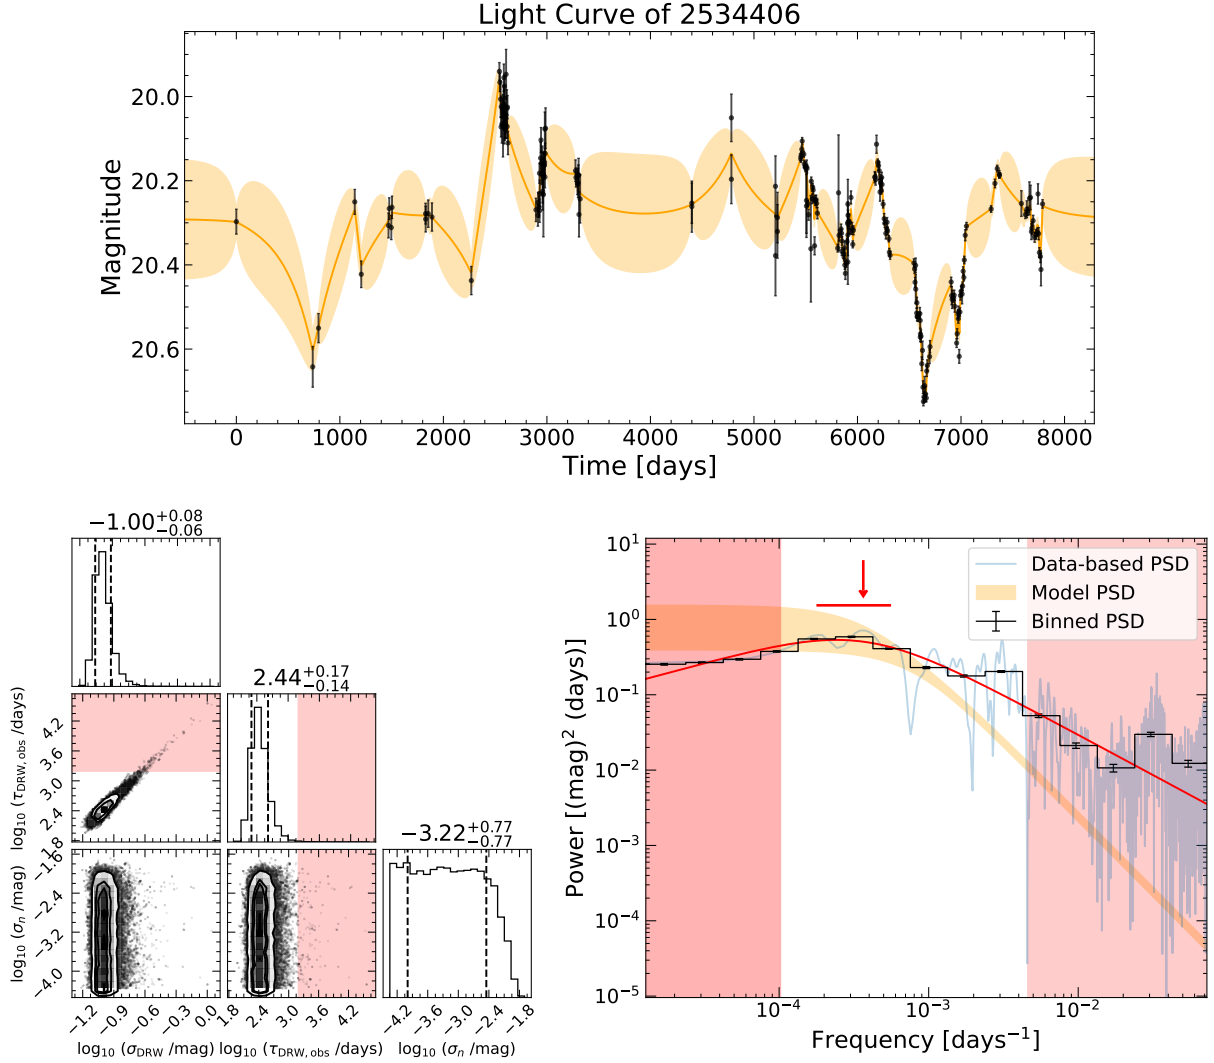 Light Curve of 2534406
Magnitude
20.0
20.2
20.4
20.6
0 1000 2000 3000 4000 5000 6000 7000 8000
Time [days]
−1.00+0.08−0.06
2.44+0.17−0.14
−3.22+0.77−0.77
log10 (τDRW, obs /days)
4.2
3.6
3.0
2.4
1.8
log10 (σn /mag)
−1.6
−2.4
−3.2
−4.0
−1.2 −0.9 −0.6 −0.3 0.0
log10 (σDRW /mag)
1.8 2.4 3.0 3.6 4.2
log10 (τDRW, obs /days)
−4.2 −3.6 −3.0 −2.4 −1.8
log10 (σn /mag)
Data-based PSD
Model PSD
Binned PSD
Power [(mag)2 (days)]
10^1
10^0
10^−1
10^−2
10^−3
10^−4
10^−5
10^−4 10^−3 10^−2
Frequency [days−1]